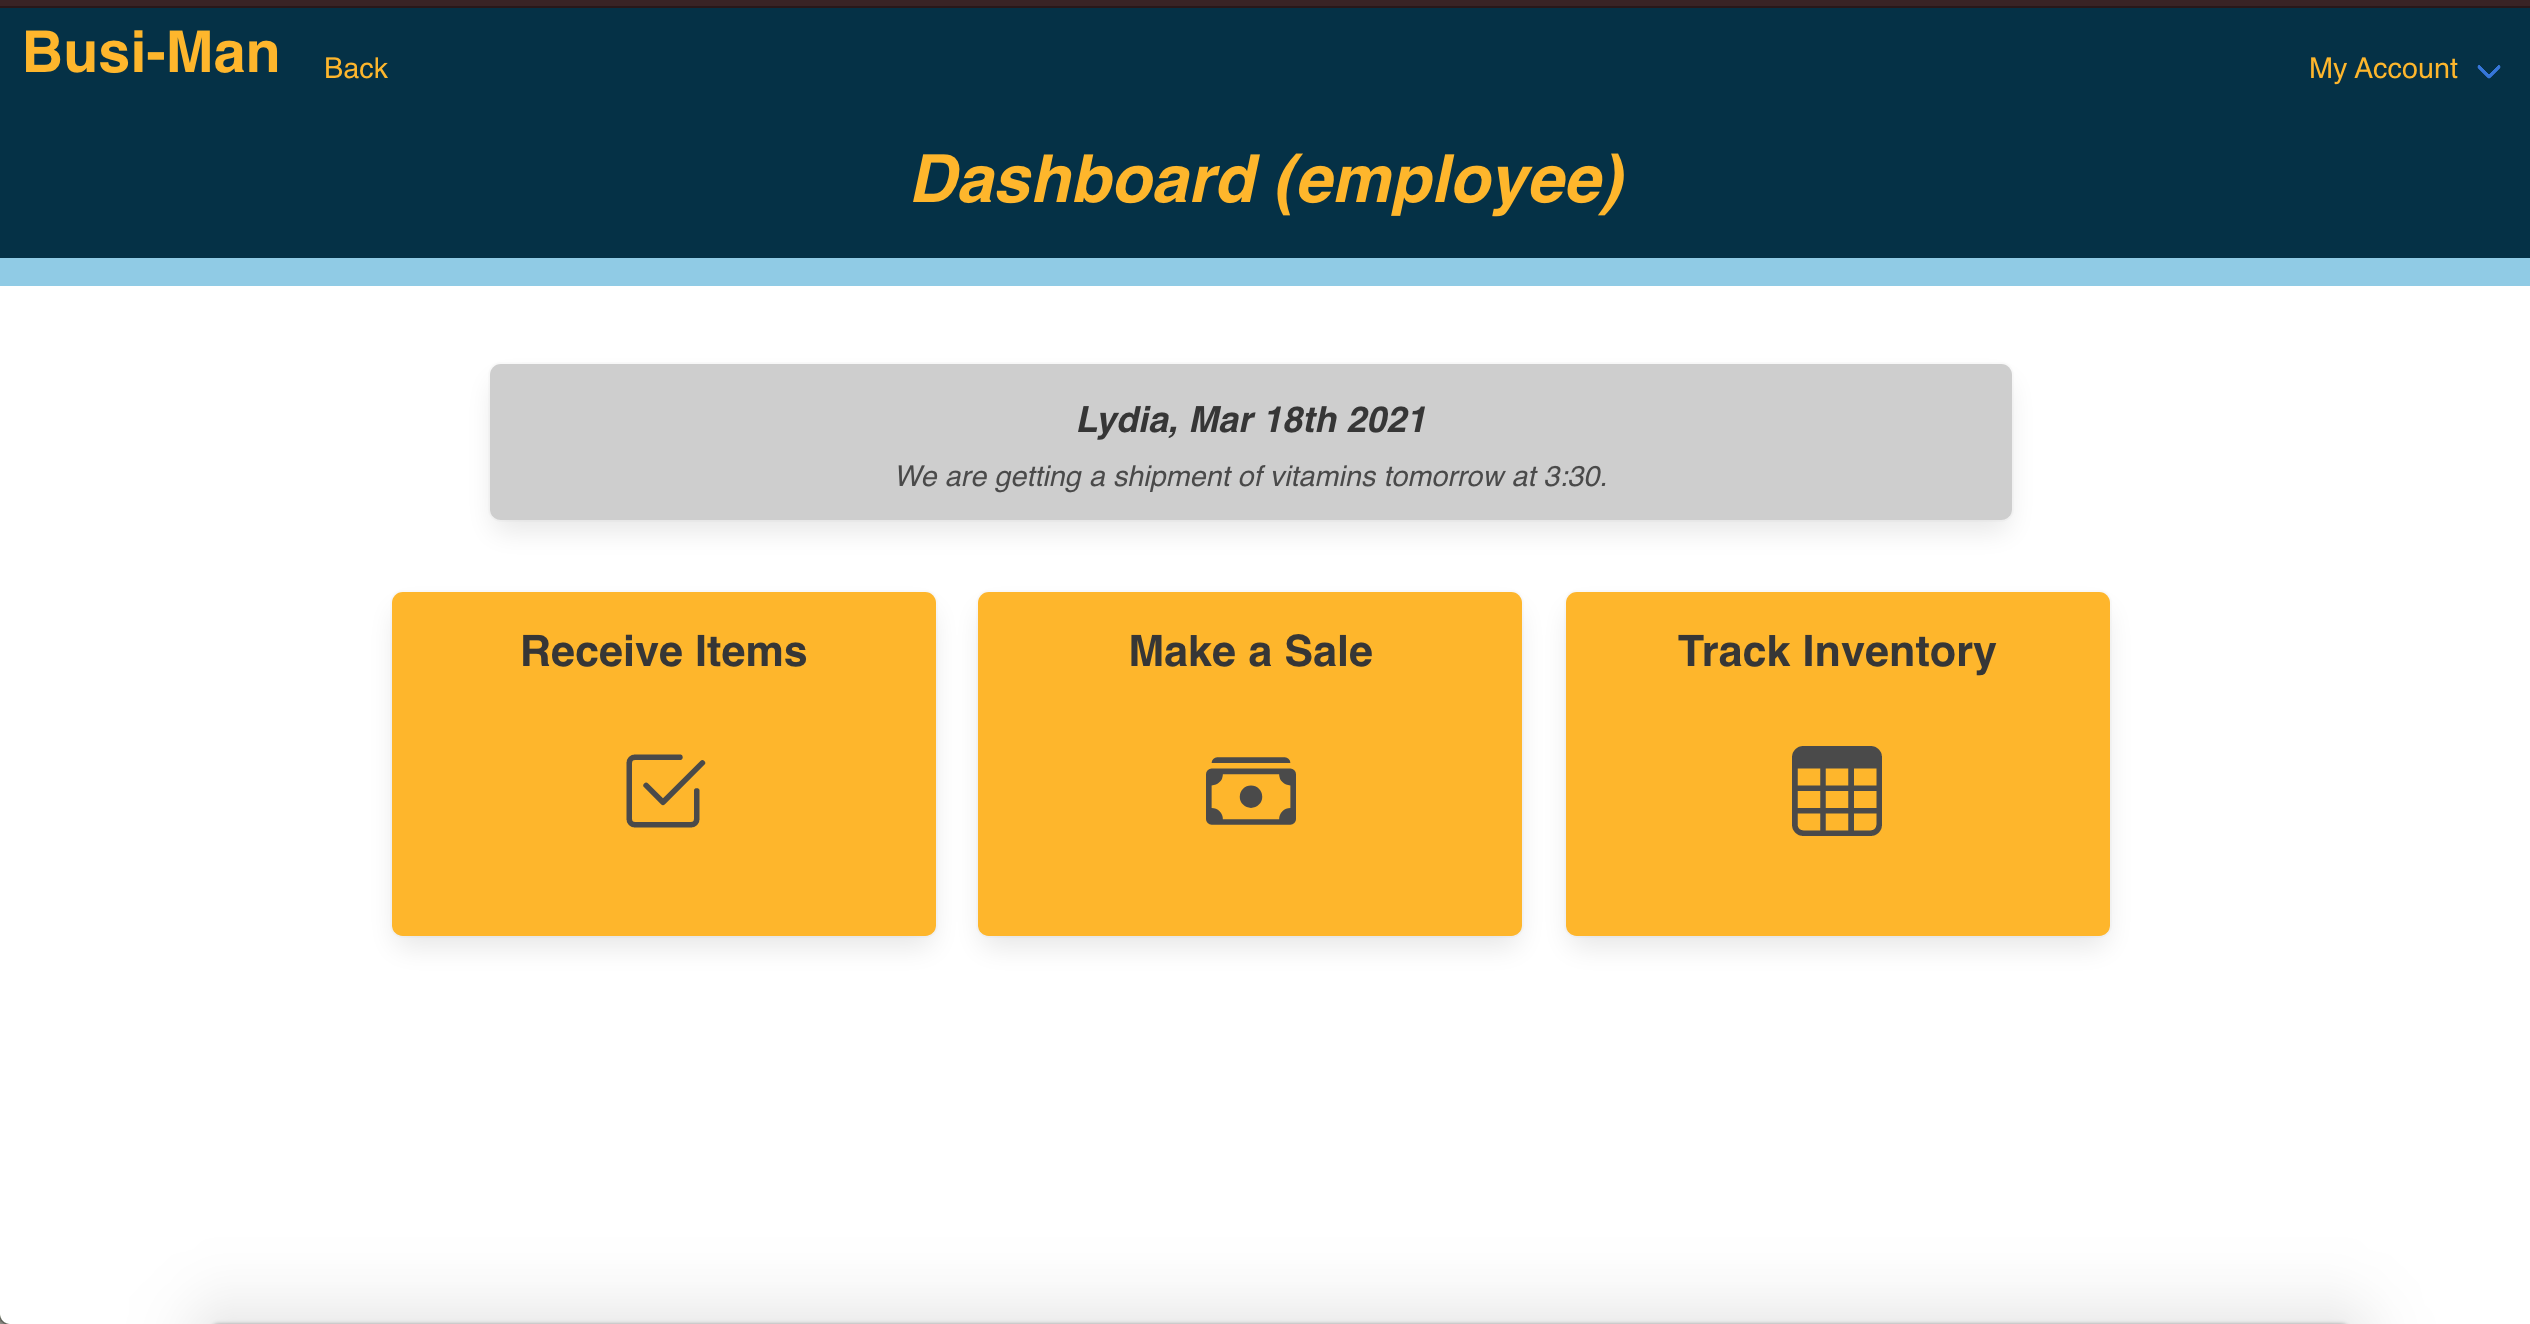 Busi-Man
Back
My Account
Dashboard (employee)
Lydia, Mar 18th 2021
We are getting a shipment of vitamins tomorrow at 3:30.
Receive Items
Make a Sale
Track Inventory